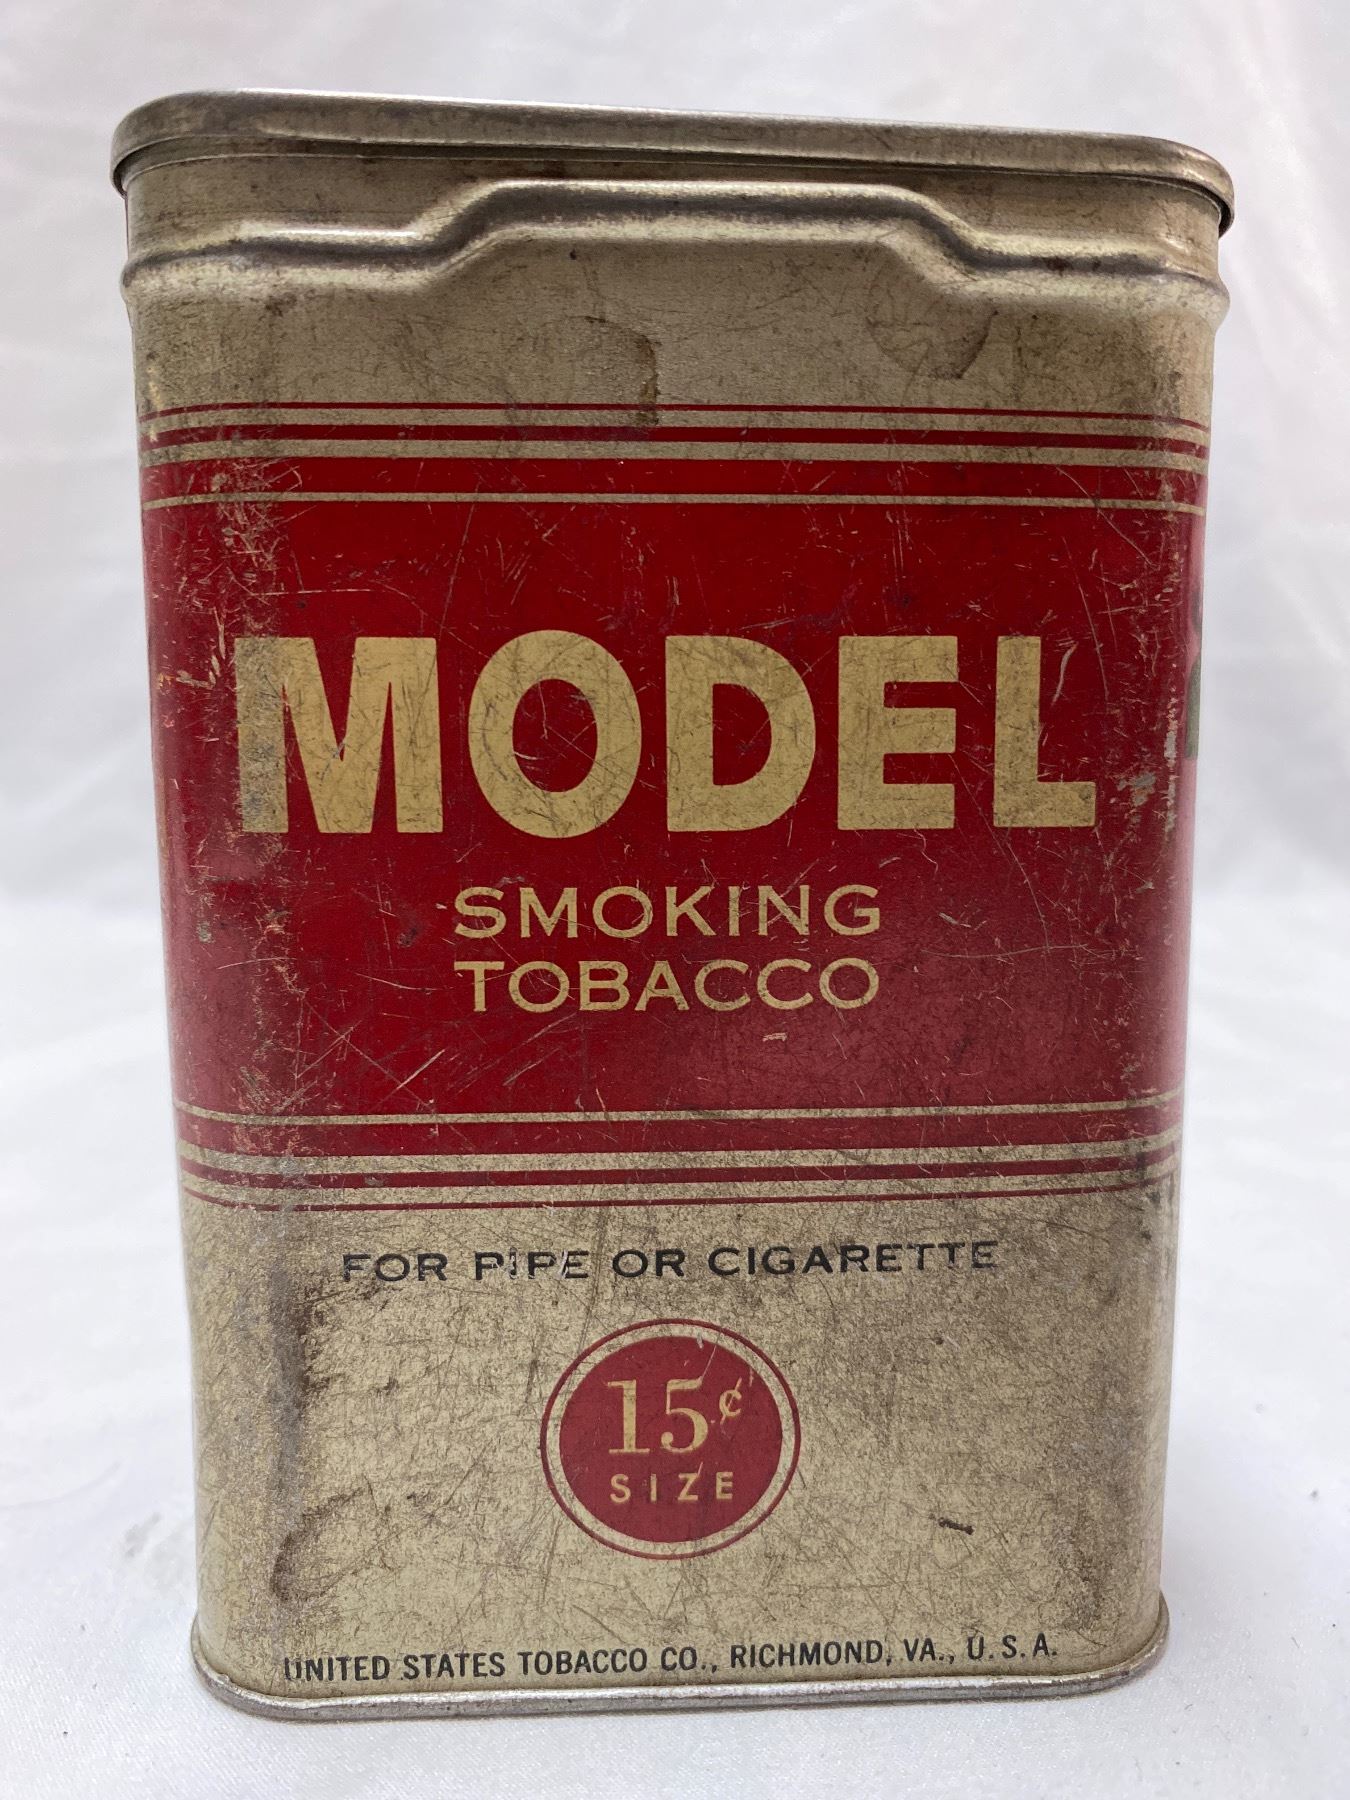 MODEL
SMOKING
TOBACCO
FOR PIPE OR CIGARETTE
15¢
SIZE
UNITED STATES TOBACCO CO., RICHMOND, VA., U.S.A.